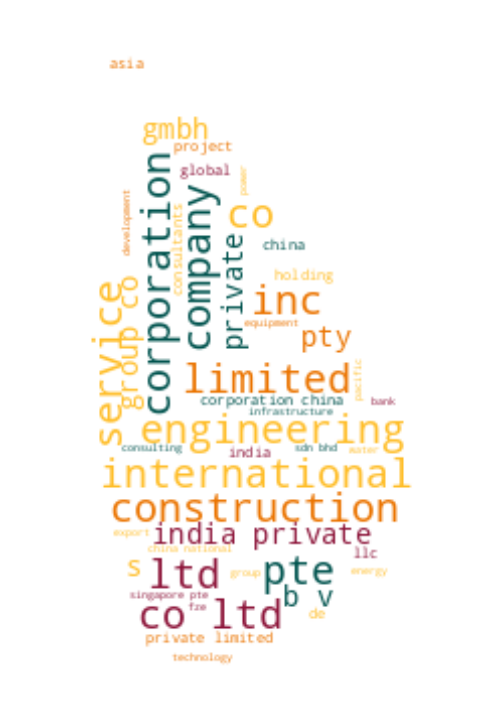 asia
gmbh
project
global
power
corporation
development
consultants
company
co
private
china
holding
service
group co
inc
equipment
pty
limited
pacific
corporation china
bank
infrastructure
engineering
consulting
india
sdn bhd
water
international
construction
export
india private
china national
llc
s
ltd
group
pte
energy
singapore pte
b v
fze
co ltd
de
private limited
technology